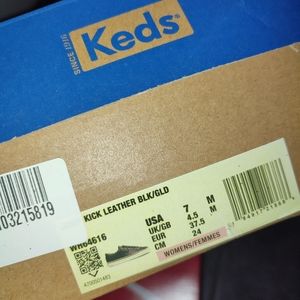 SINCE 1916
Keds
KICK LEATHER BLK/GLD
WH64616
USA 7 M
UK/GB 4.5 M
EUR 37.5
CM 24
WOMENS/FEMMES
03215819